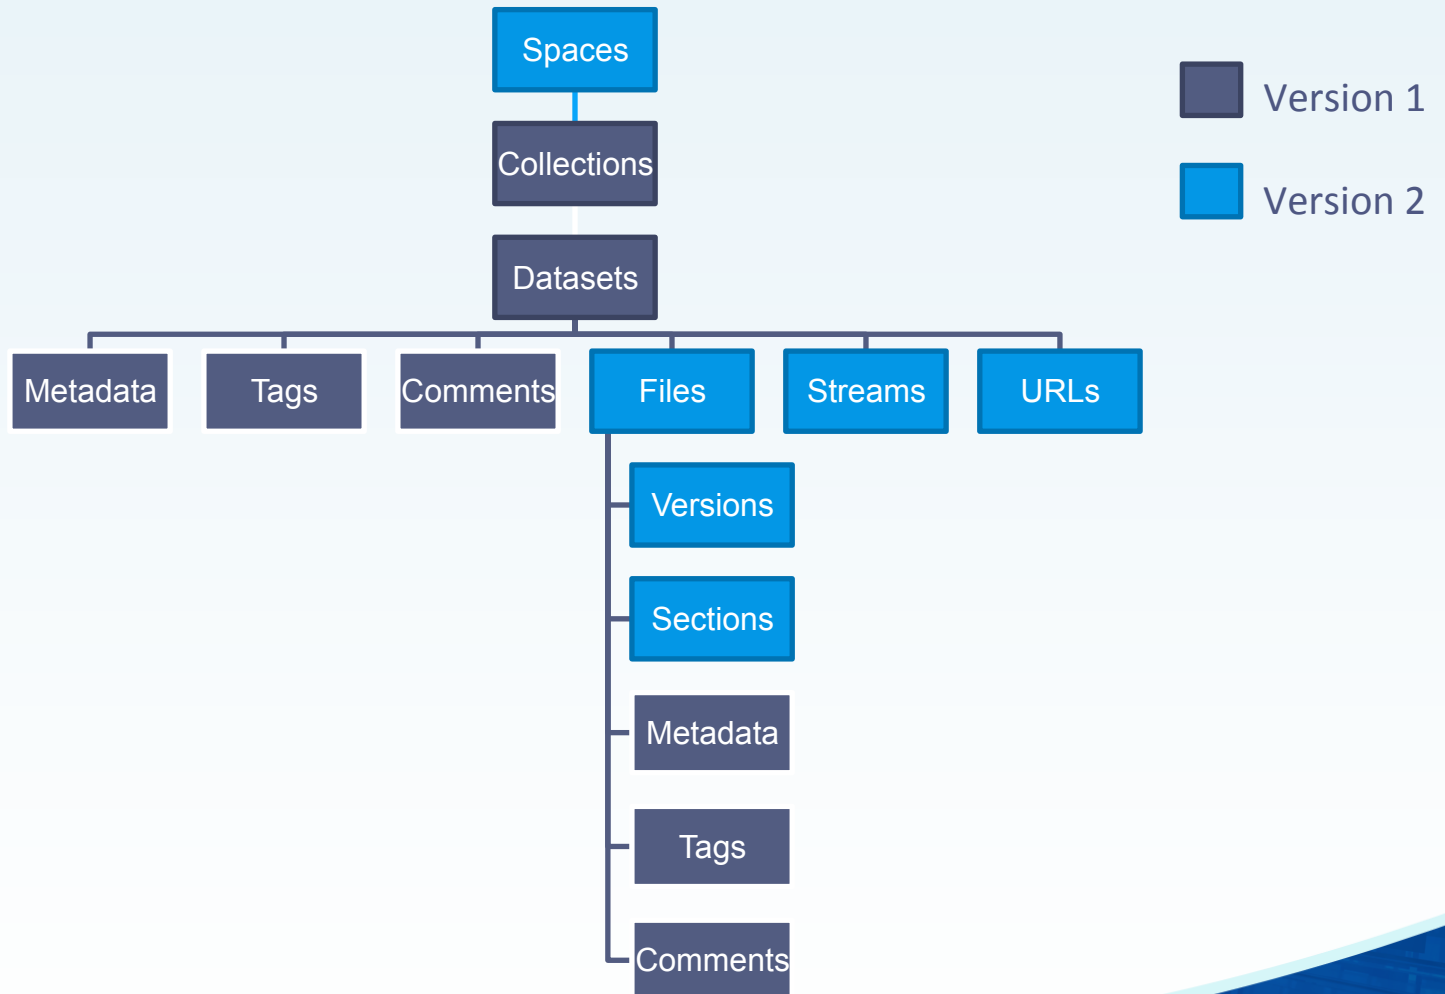 Spaces
Version 1
Collections
Version 2
Datasets
Metadata
Tags
Comments
Files
Streams
URLs
Versions
Sections
Metadata
Tags
Comments